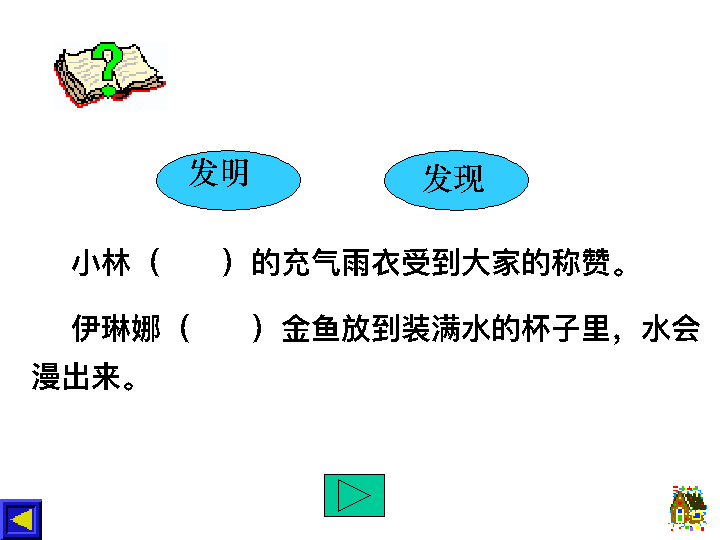 发明 发现
小林（　　）的充气雨衣受到大家的称赞。
伊琳娜（　　）金鱼放到装满水的杯子里，水会
漫出来。